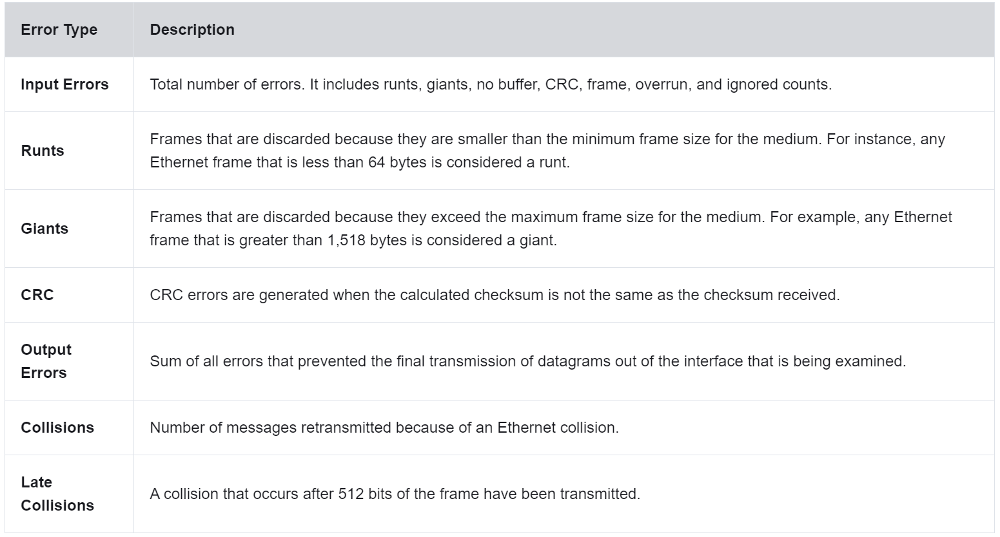 Error Type
Description
Input Errors
Total number of errors. It includes runts, giants, no buffer, CRC, frame, overrun, and ignored counts.
Runts
Frames that are discarded because they are smaller than the minimum frame size for the medium. For instance, any
Ethernet frame that is less than 64 bytes is considered a runt.
Giants
Frames that are discarded because they exceed the maximum frame size for the medium. For example, any Ethernet
frame that is greater than 1,518 bytes is considered a giant.
CRC
CRC errors are generated when the calculated checksum is not the same as the checksum received.
Output
Errors
Sum of all errors that prevented the final transmission of datagrams out of the interface that is being examined.
Collisions
Number of messages retransmitted because of an Ethernet collision.
Late
Collisions
A collision that occurs after 512 bits of the frame have been transmitted.